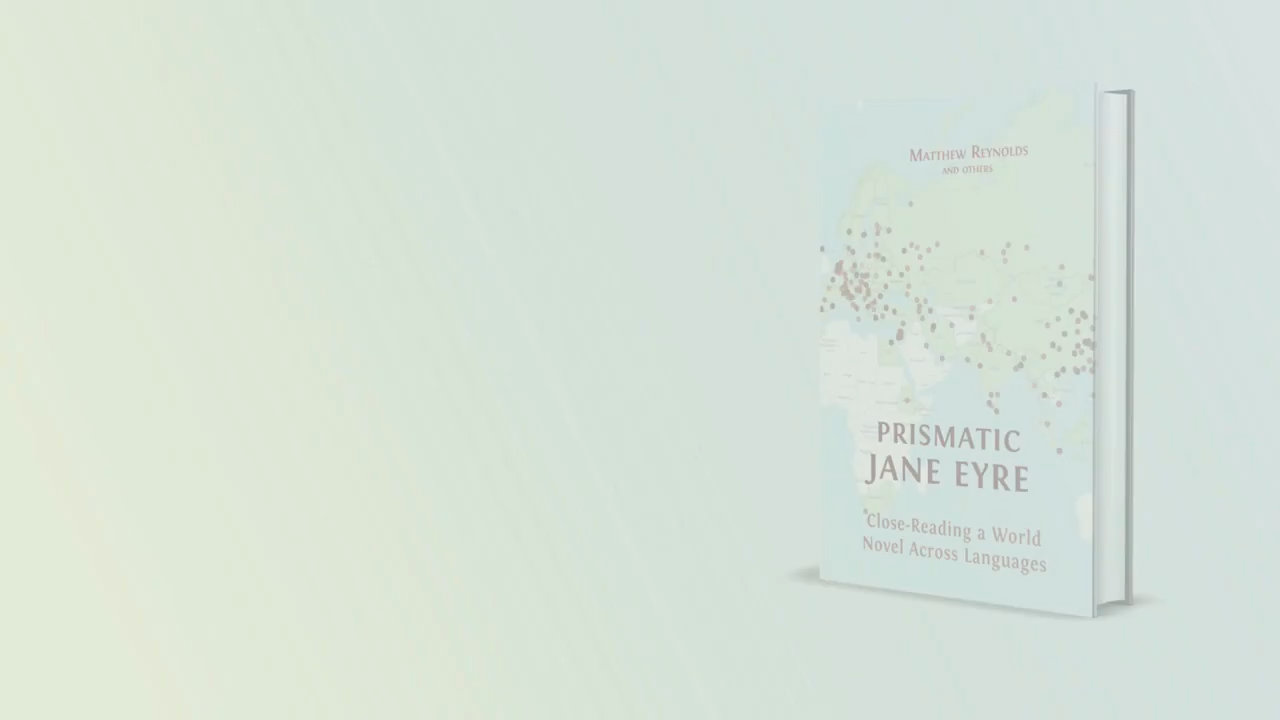 MATTHEW REYNOLDS
AND OTHERS
PRISMATIC
JANE EYRE
Close-Reading a World
Novel Across Languages